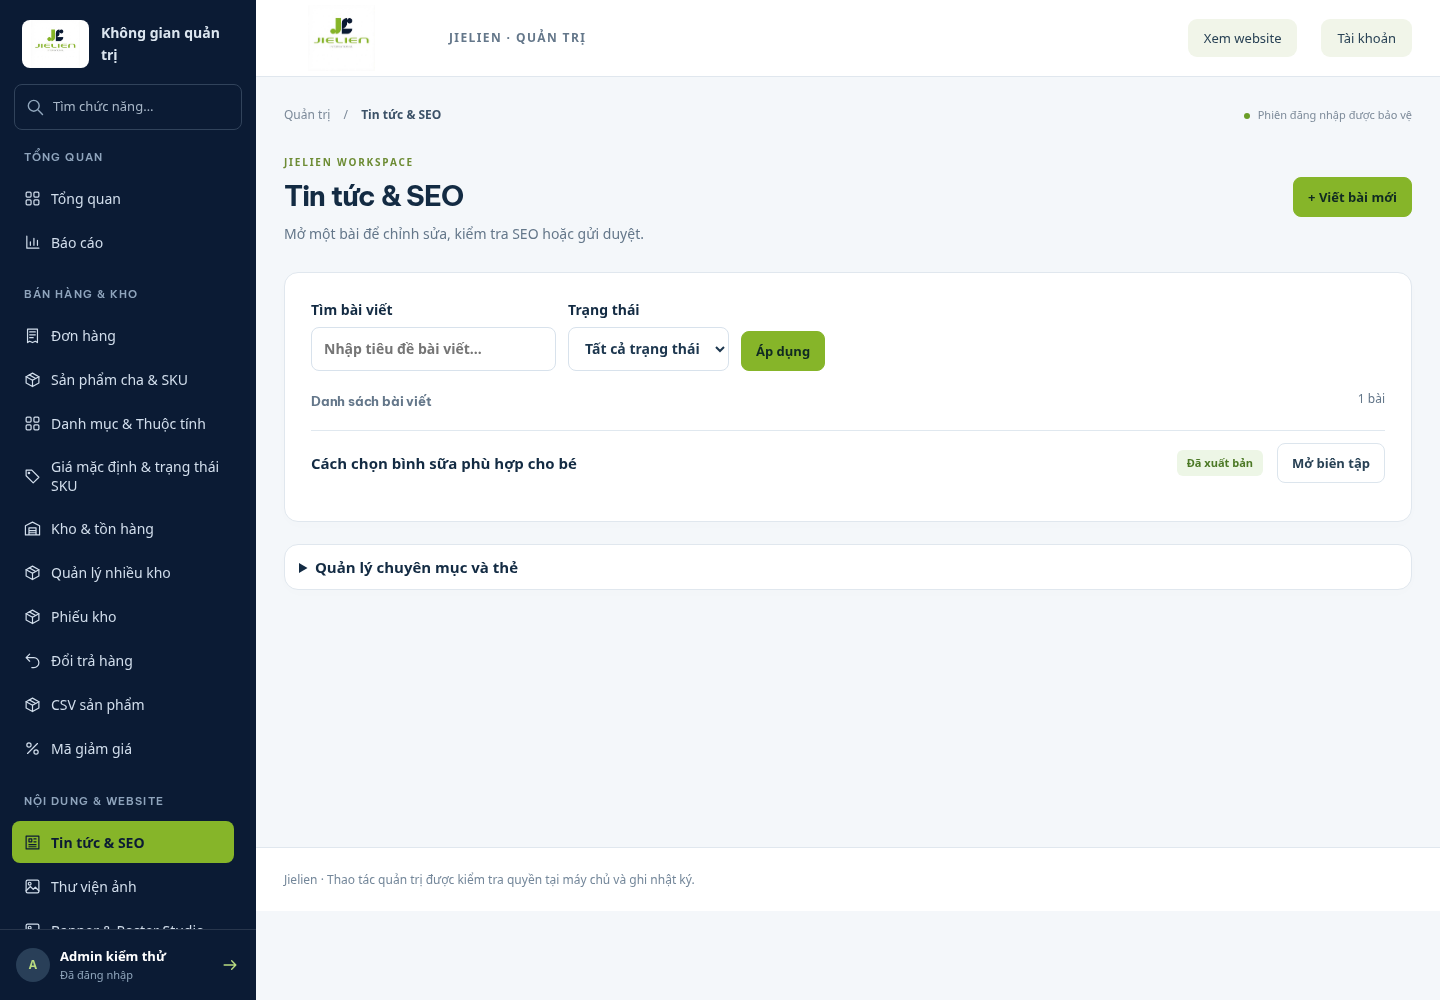 JIELIEN
Không gian quản
trị
Tìm chức năng...
TỔNG QUAN
Tổng quan
Báo cáo
BÁN HÀNG & KHO
Đơn hàng
Sản phẩm cha & SKU
Danh mục & Thuộc tính
Giá mặc định & trạng thái
SKU
Kho & tồn hàng
Quản lý nhiều kho
Phiếu kho
Đổi trả hàng
CSV sản phẩm
Mã giảm giá
NỘI DUNG & WEBSITE
Tin tức & SEO
Thư viện ảnh
Banner & Poster Studio
A
Admin kiểm thử
Đã đăng nhập
JIELIEN
JIELIEN · QUẢN TRỊ
Xem website
Tài khoản
Quản trị / Tin tức & SEO
Phiên đăng nhập được bảo vệ
JIELIEN WORKSPACE
Tin tức & SEO
+ Viết bài mới
Mở một bài để chỉnh sửa, kiểm tra SEO hoặc gửi duyệt.
Tìm bài viết
Trạng thái
Nhập tiêu đề bài viết...
Tất cả trạng thái
Áp dụng
Danh sách bài viết
1 bài
Cách chọn bình sữa phù hợp cho bé
Đã xuất bản
Mở biên tập
Quản lý chuyên mục và thẻ
Jielien · Thao tác quản trị được kiểm tra quyền tại máy chủ và ghi nhật ký.